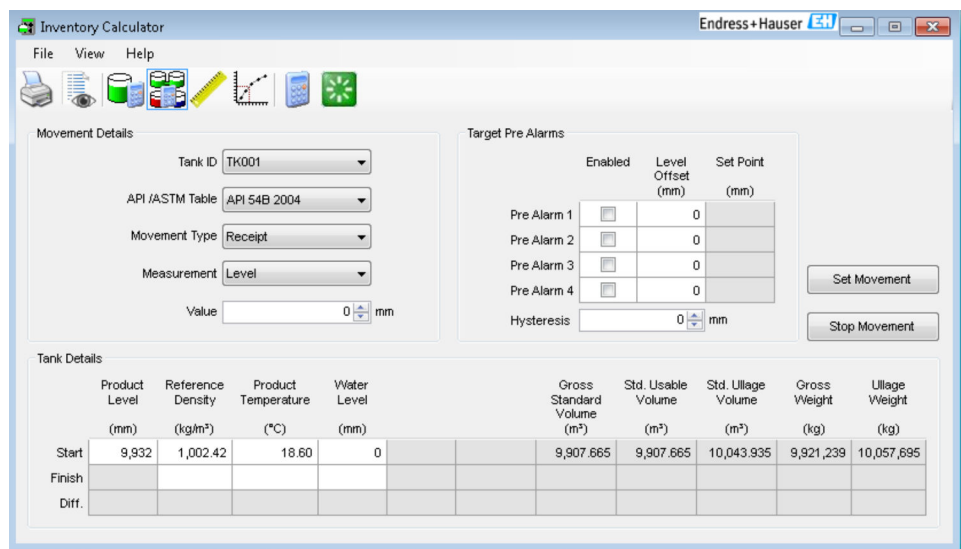 Inventory Calculator
Endress+Hauser EH
File View Help
Movement Details
Tank ID TK001
API /ASTM Table API 54B 2004
Movement Type Receipt
Measurement Level
Value 0 mm
Target Pre Alarms
Enabled Level Offset (mm) Set Point (mm)
Pre Alarm 1 0
Pre Alarm 2 0
Pre Alarm 3 0
Pre Alarm 4 0
Hysteresis 0 mm
Set Movement
Stop Movement
Tank Details
Product Reference Product Water Gross Std. Usable Std. Ullage Gross Ullage
Level Density Temperature Level Standard Volume Volume Weight Weight
Volume
(mm) (kg/m³) (°C) (mm) (m³) (m³) (m³) (kg) (kg)
Start 9,932 1,002.42 18.60 0 9,907.665 9,907.665 10,043.935 9,921,239 10,057,695
Finish
Diff.